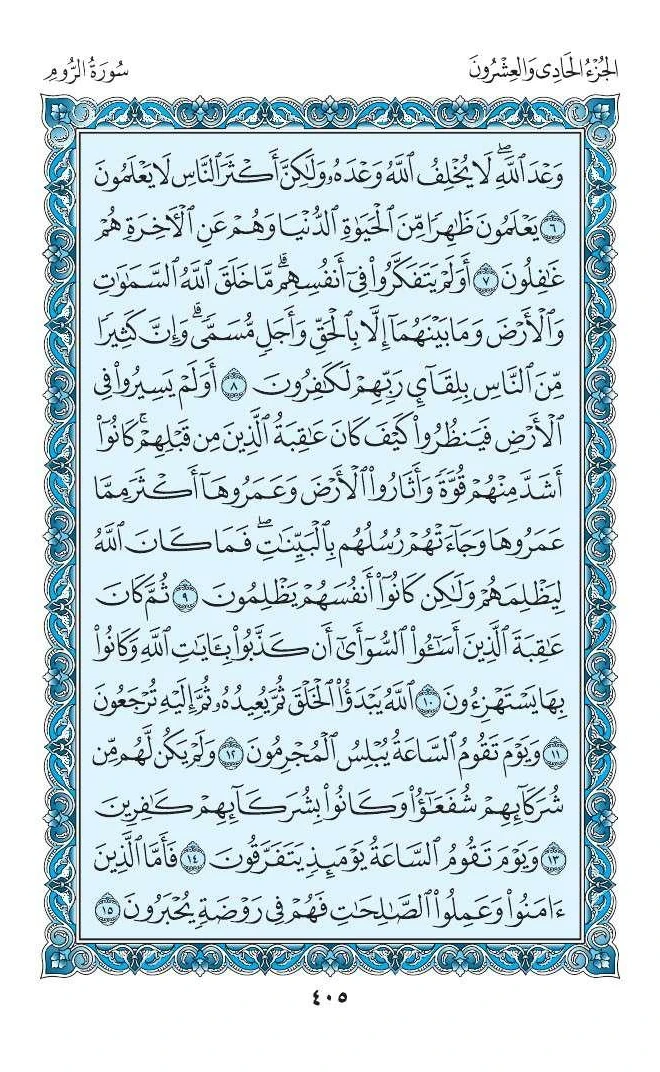 الجُزْءُ الحَادِى وَالعِشْرُونَ
سُورَةُ الرُّومِ
وَعْدَ ٱللَّهِۖ لَا يُخْلِفُ ٱللَّهُ وَعْدَهُۥ وَلَٰكِنَّ أَكْثَرَ ٱلنَّاسِ لَا يَعْلَمُونَ
٦ يَعْلَمُونَ ظَٰهِرًا مِّنَ ٱلْحَيَوٰةِ ٱلدُّنْيَا وَهُمْ عَنِ ٱلْأَخِرَةِ هُمْ
غَٰفِلُونَ ٧ أَوَلَمْ يَتَفَكَّرُوا۟ فِىٓ أَنفُسِهِمۗ مَّا خَلَقَ ٱللَّهُ ٱلسَّمَٰوَٰتِ
وَٱلْأَرْضَ وَمَا بَيْنَهُمَآ إِلَّا بِٱلْحَقِّ وَأَجَلٍ مُّسَمًّىۗ وَإِنَّ كَثِيرًا
مِّنَ ٱلنَّاسِ بِلِقَآئِ رَبِّهِمْ لَكَٰفِرُونَ ٨ أَوَلَمْ يَسِيرُوا۟ فِى
ٱلْأَرْضِ فَيَنظُرُوا۟ كَيْفَ كَانَ عَٰقِبَةُ ٱلَّذِينَ مِن قَبْلِهِمْۚ كَانُوٓا۟
أَشَدَّ مِنْهُمْ قُوَّةً وَأَثَارُوا۟ ٱلْأَرْضَ وَعَمَرُوهَآ أَكْثَرَ مِمَّا
عَمَرُوهَا وَجَآءَتْهُمْ رُسُلُهُم بِٱلْبَيِّنَٰتِۖ فَمَا كَانَ ٱللَّهُ
لِيَظْلِمَهُمْ وَلَٰكِن كَانُوٓا۟ أَنفُسَهُمْ يَظْلِمُونَ ٩ ثُمَّ كَانَ
عَٰقِبَةَ ٱلَّذِينَ أَسَٰٓـُٔوا۟ ٱلسُّوٓأَىٰٓ أَن كَذَّبُوا۟ بِـَٔايَٰتِ ٱللَّهِ وَكَانُوا۟
بِهَا يَسْتَهْزِءُونَ ١٠ ٱللَّهُ يَبْدَؤُا۟ ٱلْخَلْقَ ثُمَّ يُعِيدُهُۥ ثُمَّ إِلَيْهِ تُرْجَعُونَ
١١ وَيَوْمَ تَقُومُ ٱلسَّاعَةُ يُبْلِسُ ٱلْمُجْرِمُونَ ١٢ وَلَمْ يَكُن لَّهُم مِّن
شُرَكَآئِهِمْ شُفَعَٰٓؤُا۟ وَكَانُوا۟ بِشُرَكَآئِهِمْ كَٰفِرِينَ
١٣ وَيَوْمَ تَقُومُ ٱلسَّاعَةُ يَوْمَئِذٍ يَتَفَرَّقُونَ ١٤ فَأَمَّا ٱلَّذِينَ
ءَامَنُوا۟ وَعَمِلُوا۟ ٱلصَّٰلِحَٰتِ فَهُمْ فِى رَوْضَةٍ يُحْبَرُونَ ١٥
٤٠٥